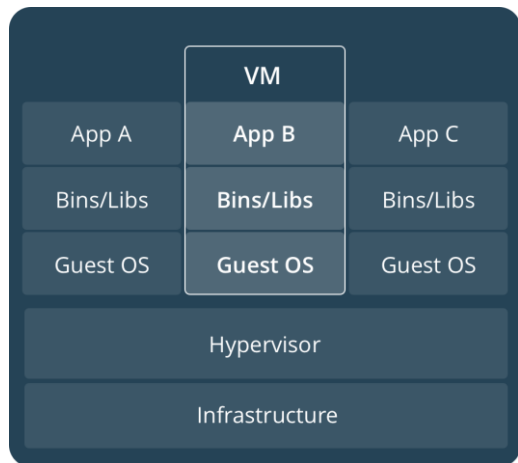 VM
App A App B App C
Bins/Libs Bins/Libs Bins/Libs
Guest OS Guest OS Guest OS
Hypervisor
Infrastructure